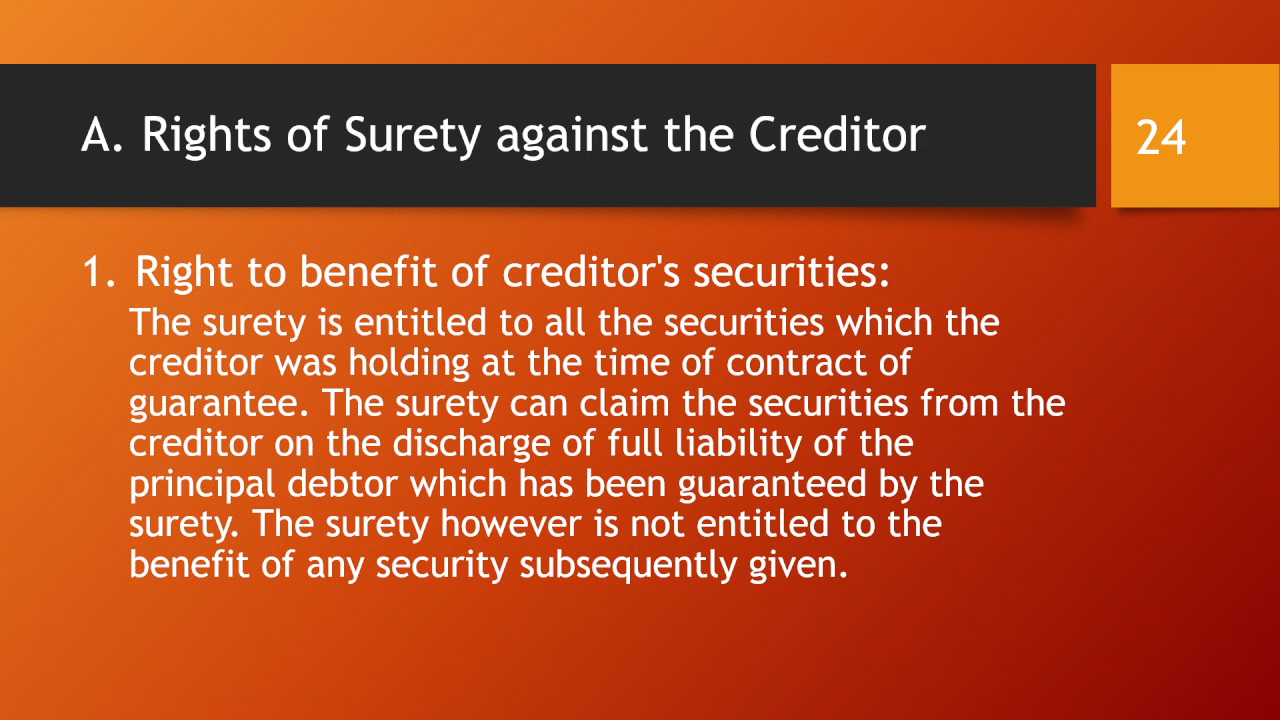 A. Rights of Surety against the Creditor
24
1. Right to benefit of creditor's securities:
The surety is entitled to all the securities which the
creditor was holding at the time of contract of
guarantee. The surety can claim the securities from the
creditor on the discharge of full liability of the
principal debtor which has been guaranteed by the
surety. The surety however is not entitled to the
benefit of any security subsequently given.